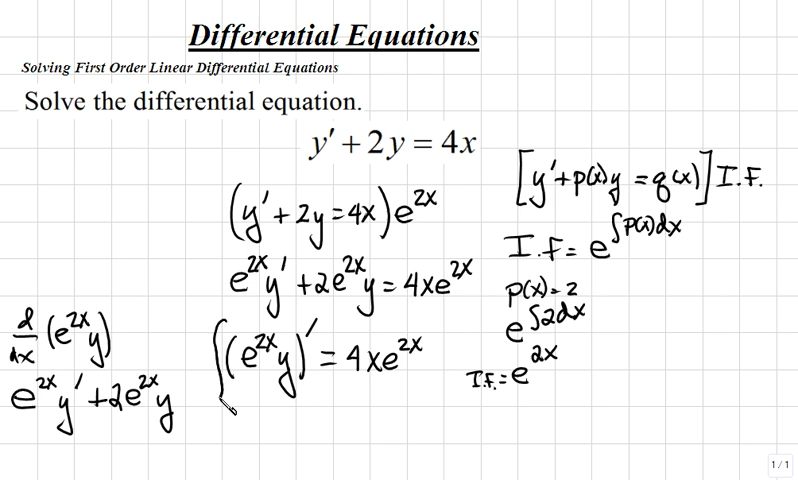 Differential Equations
Solving First Order Linear Differential Equations
Solve the differential equation.
y′ + 2y = 4x
(y′ + 2y = 4x)e^{2x}
e^{2x}y′ + 2e^{2x}y = 4xe^{2x}
∫(e^{2x}y)′ = 4xe^{2x}
d/dx (e^{2x}y)
e^{2x}y′ + 2e^{2x}y
[y′ + p(x)y = q(x)] I.F.
I.F = e^{∫P(x)dx}
P(x) = 2
e^{∫2dx}
I.F. = e^{2x}
1 / 1